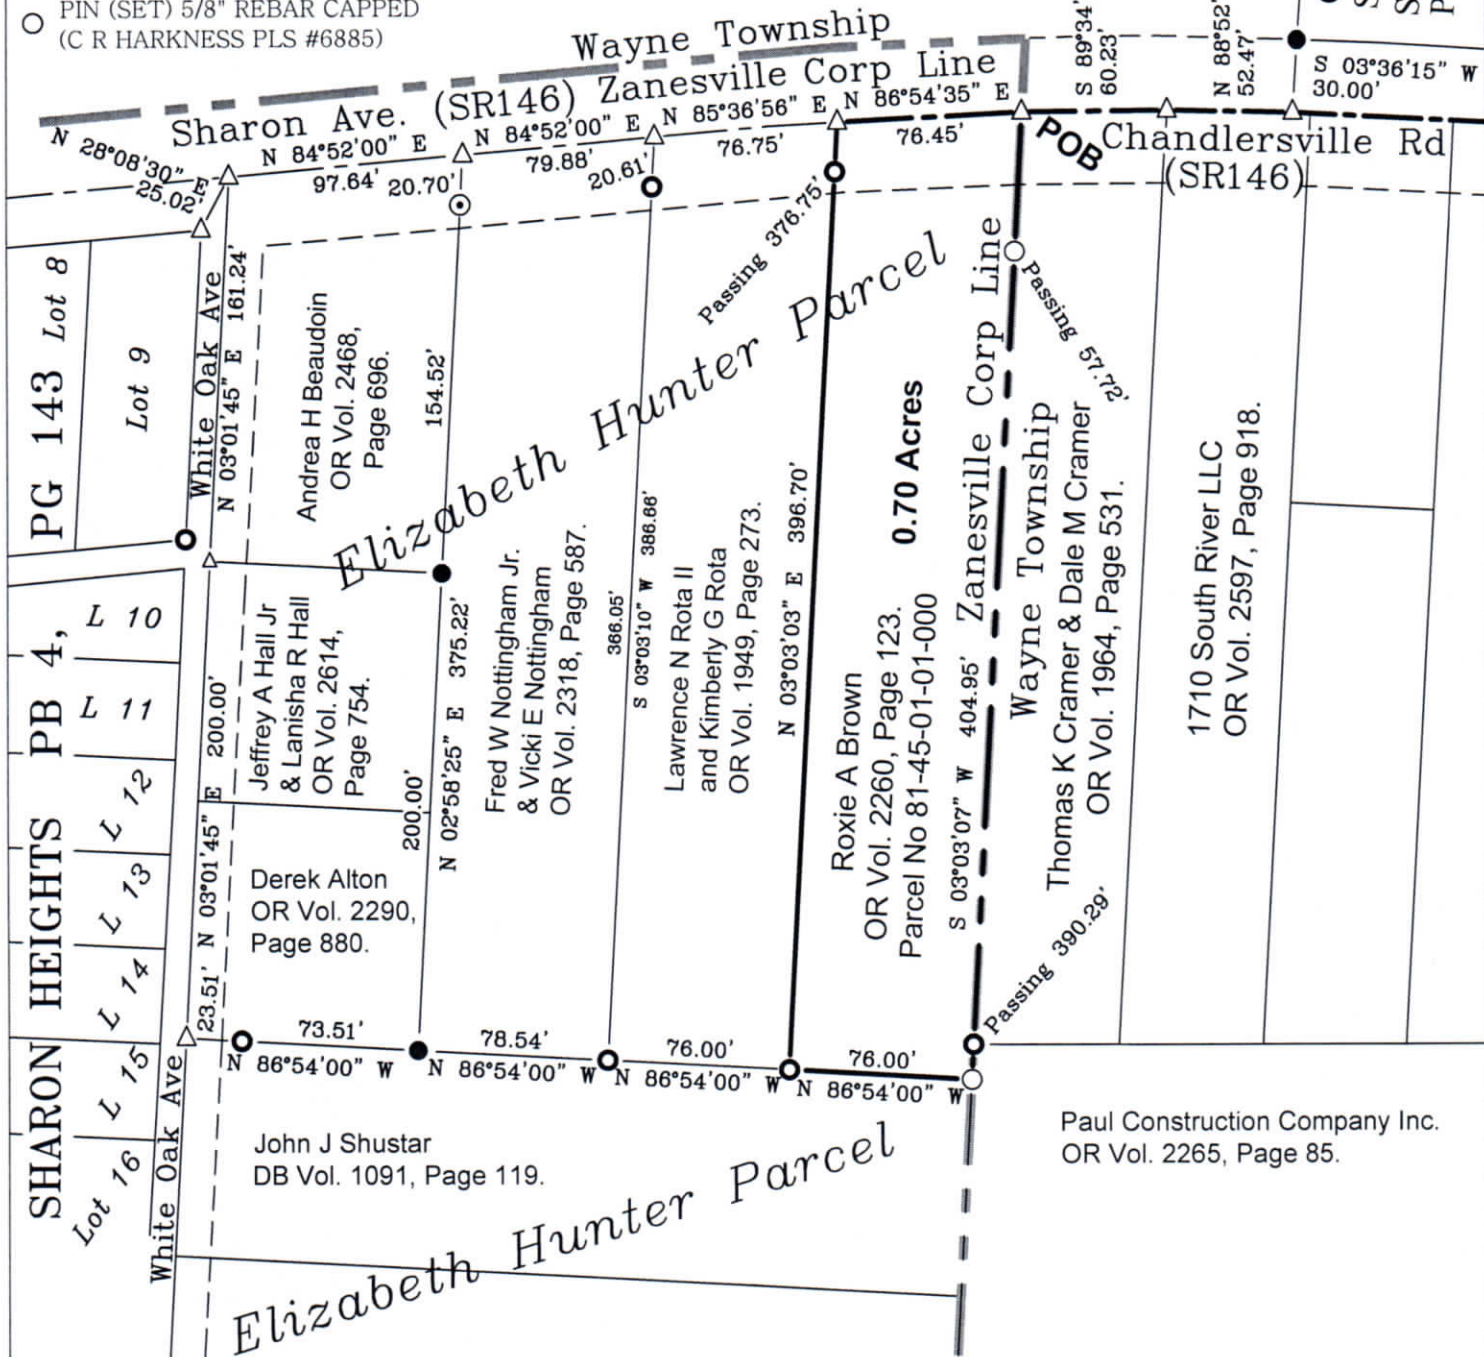 PIN (SET) 5/8" REBAR CAPPED
(C R HARKNESS PLS #6885)
Wayne Township
Sharon Ave. (SR146) Zanesville Corp Line
N 28°08'30" E
25.02'
N 84°52'00" E
97.64'
20.70'
N 84°52'00" E
79.88'
20.61'
N 85°36'56" E
76.75'
N 86°54'35" E
76.45'
S 89°34'
60.23'
N 88°52'
52.47'
S 03°36'15" W
30.00'
POB
Chandlersville Rd
(SR146)
PG 143
Lot 8
Lot 9
White Oak Ave
N 03°01'45" E 161.24'
Andrea H Beaudoin
OR Vol. 2468,
Page 696.
154.52'
Passing 376.75'
Elizabeth Hunter Parcel
Passing 57.72'
0.70 Acres
Zanesville Corp Line
Wayne Township
PB 4,
L 10
L 11
L 12
L 13
L 14
L 15
Lot 16
SHARON HEIGHTS
N 03°01'45" E 200.00'
23.51'
Jeffrey A Hall Jr
& Lanisha R Hall
OR Vol. 2614,
Page 754.
200.00'
N 02°58'25" E 375.22'
Fred W Nottingham Jr.
& Vicki E Nottingham
OR Vol. 2318, Page 587.
366.05'
S 03°03'10" W 386.66'
Lawrence N Rota II
and Kimberly G Rota
OR Vol. 1949, Page 273.
N 03°03'03" E 396.70'
Roxie A Brown
OR Vol. 2260, Page 123.
Parcel No 81-45-01-01-000
S 03°03'07" W 404.95'
Thomas K Cramer & Dale M Cramer
OR Vol. 1964, Page 531.
1710 South River LLC
OR Vol. 2597, Page 918.
Passing 390.29'
Derek Alton
OR Vol. 2290,
Page 880.
73.51'
N 86°54'00" W
78.54'
N 86°54'00" W
76.00'
N 86°54'00" W
76.00'
N 86°54'00" W
White Oak Ave
John J Shustar
DB Vol. 1091, Page 119.
Elizabeth Hunter Parcel
Paul Construction Company Inc.
OR Vol. 2265, Page 85.